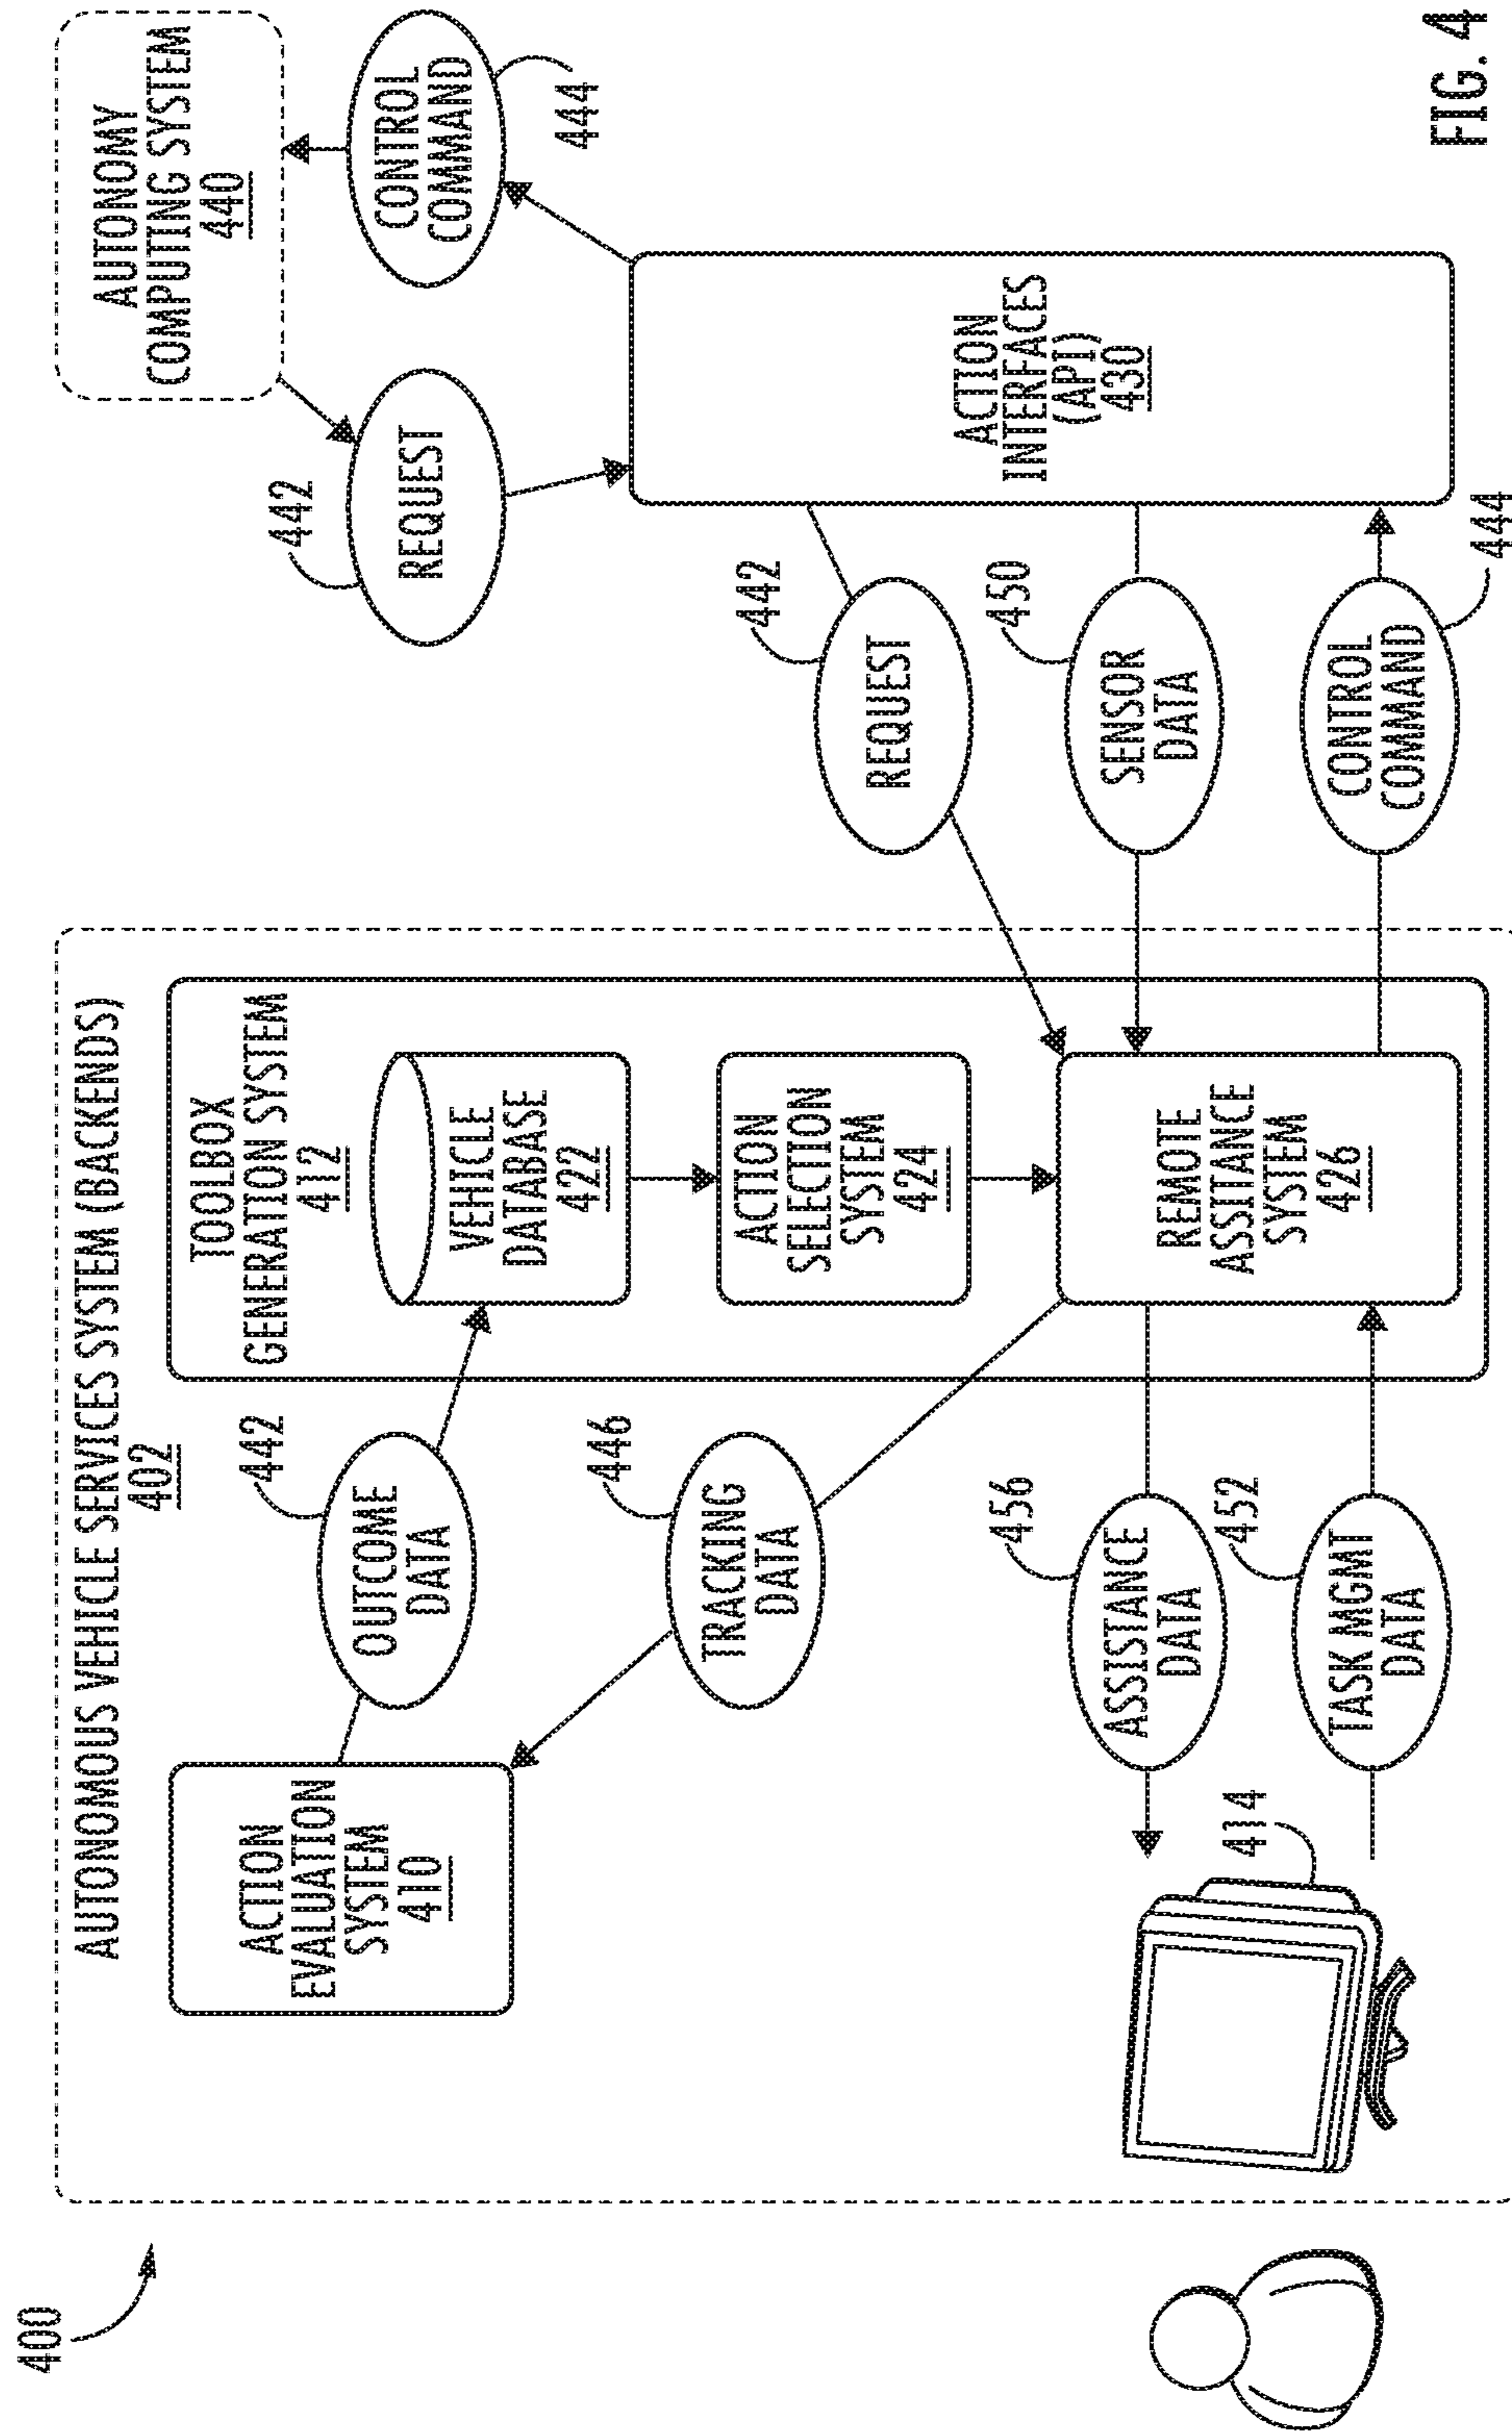 400
AUTONOMOUS VEHICLE SERVICES SYSTEM (BACKENDS)
402
ACTION
EVALUATION
SYSTEM
410
442
OUTCOME
DATA
446
TRACKING
DATA
456
ASSISTANCE
DATA
452
TASK MGMT
DATA
414
TOOLBOX
GENERATION SYSTEM
412
VEHICLE
DATABASE
422
ACTION
SELECTION
SYSTEM
424
REMOTE
ASSITANCE
SYSTEM
426
442
REQUEST
450
SENSOR
DATA
CONTROL
COMMAND
444
442
REQUEST
AUTONOMY
COMPUTING SYSTEM
440
CONTROL
COMMAND
444
ACTION
INTERFACES
(API)
430
FIG. 4